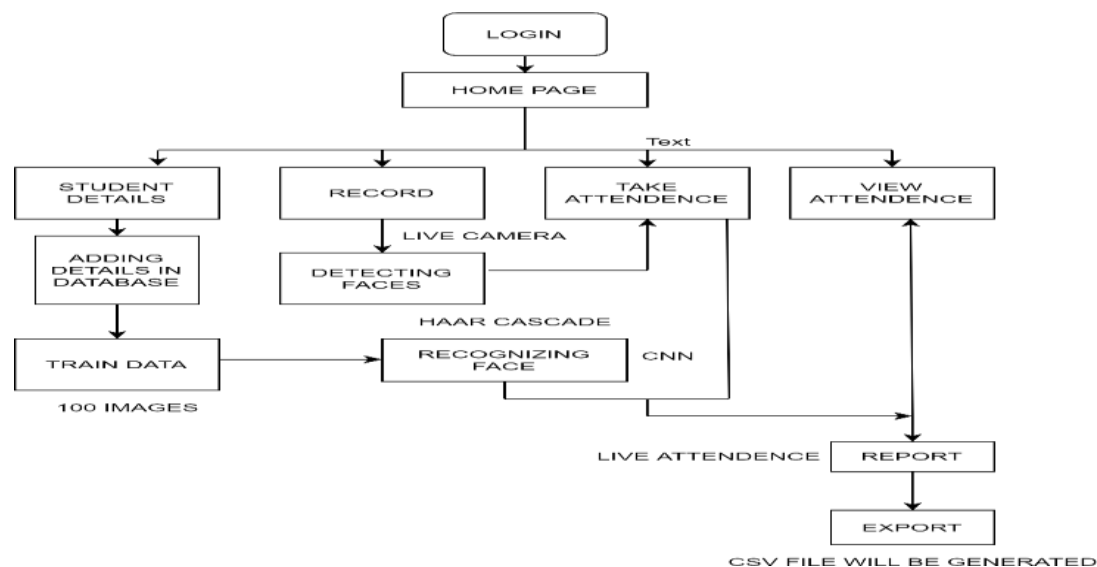 LOGIN
HOME PAGE
Text
STUDENT
DETAILS
RECORD
TAKE
ATTENDENCE
VIEW
ATTENDENCE
LIVE CAMERA
ADDING
DETAILS IN
DATABASE
DETECTING
FACES
HAAR CASCADE
TRAIN DATA
RECOGNIZING
FACE
CNN
100 IMAGES
LIVE ATTENDENCE
REPORT
EXPORT
CSV FILE WILL BE GENERATED